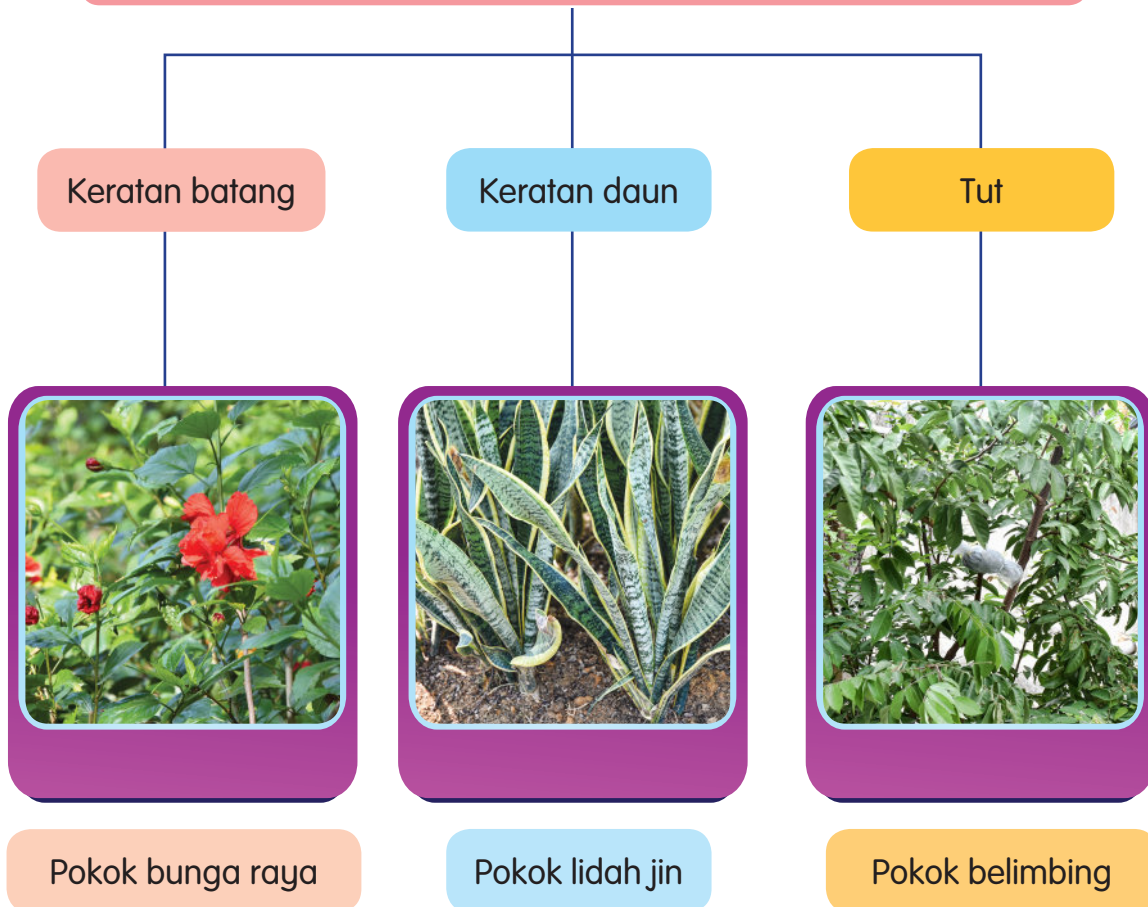 Keratan batang
Keratan daun
Tut
Pokok bunga raya
Pokok lidah jin
Pokok belimbing